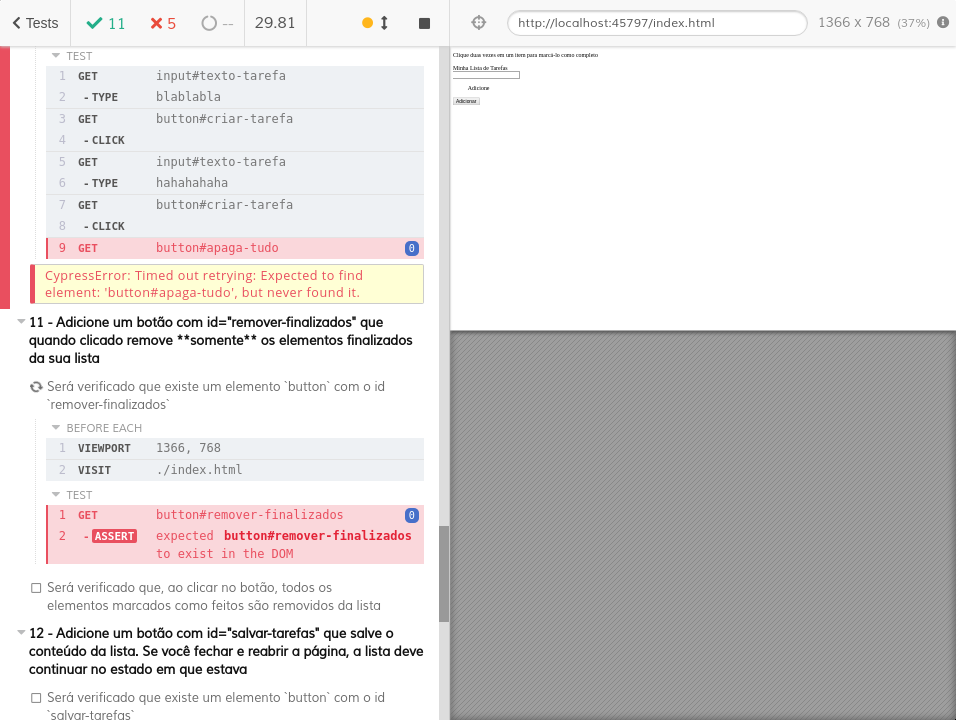 Tests 11 5 -- 29.81 http://localhost:45797/index.html 1366 x 768 (37%)
TEST
1 GET input#texto-tarefa
2 - TYPE blablabla
3 GET button#criar-tarefa
4 - CLICK
5 GET input#texto-tarefa
6 - TYPE hahahahaha
7 GET button#criar-tarefa
8 - CLICK
9 GET button#apaga-tudo 0
CypressError: Timed out retrying: Expected to find
element: 'button#apaga-tudo', but never found it.
11 - Adicione um botão com id="remover-finalizados" que
quando clicado remove **somente** os elementos finalizados
da sua lista
Será verificado que existe um elemento `button` com o id
`remover-finalizados`
BEFORE EACH
1 VIEWPORT 1366, 768
2 VISIT ./index.html
TEST
1 GET button#remover-finalizados 0
2 - ASSERT expected button#remover-finalizados
to exist in the DOM
Será verificado que, ao clicar no botão, todos os
elementos marcados como feitos são removidos da lista
12 - Adicione um botão com id="salvar-tarefas" que salve o
conteúdo da lista. Se você fechar e reabrir a página, a lista deve
continuar no estado em que estava
Será verificado que existe um elemento `button` com o id
`salvar-tarefas`
Clique duas vezes em um item para marcá-lo como completo
Minha Lista de Tarefas
Adicione
Adicionar